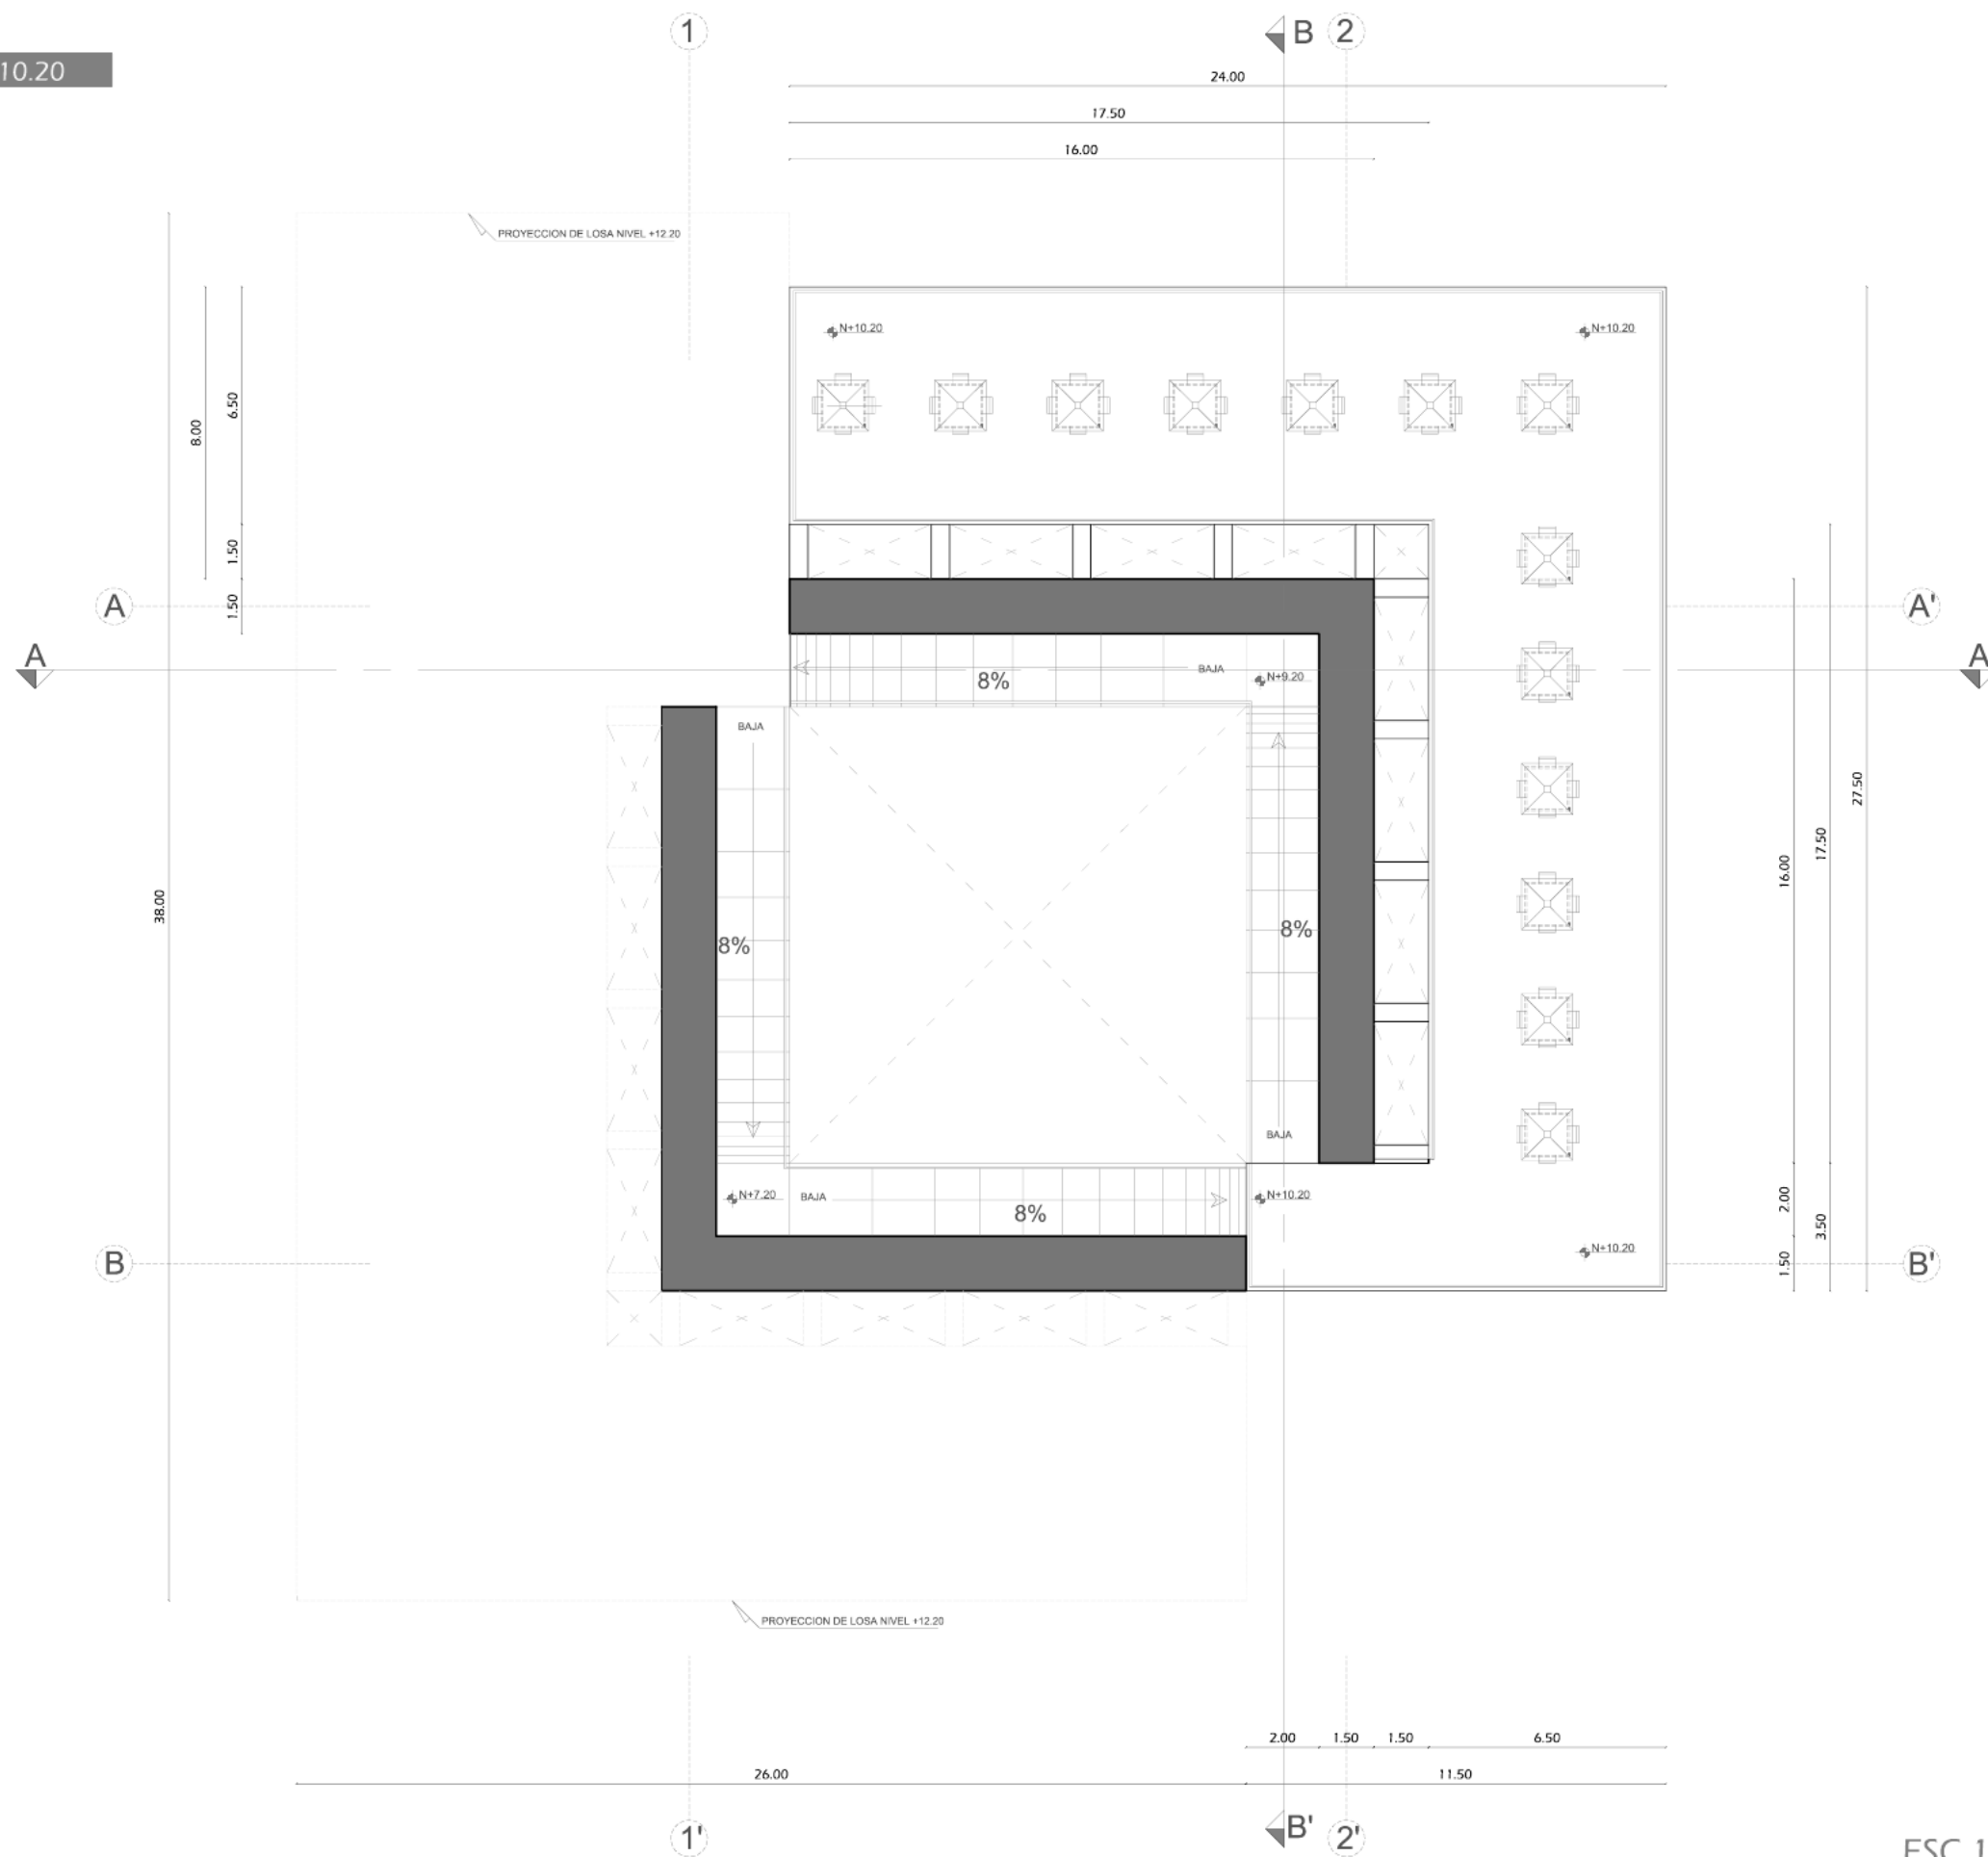 1
B
2
10.20
24.00
17.50
16.00
PROYECCION DE LOSA NIVEL +12.20
N+10.20
N+10.20
6.50
8.00
1.50
1.50
A
A'
A
A
BAJA
8%
N+9.20
BAJA
27.50
17.50
16.00
38.00
8%
8%
BAJA
N+7.20
BAJA
8%
N+10.20
2.00
3.50
1.50
N+10.20
B
B'
PROYECCION DE LOSA NIVEL +12.20
2.00
1.50
1.50
6.50
26.00
11.50
1'
B'
2'
ESC 1